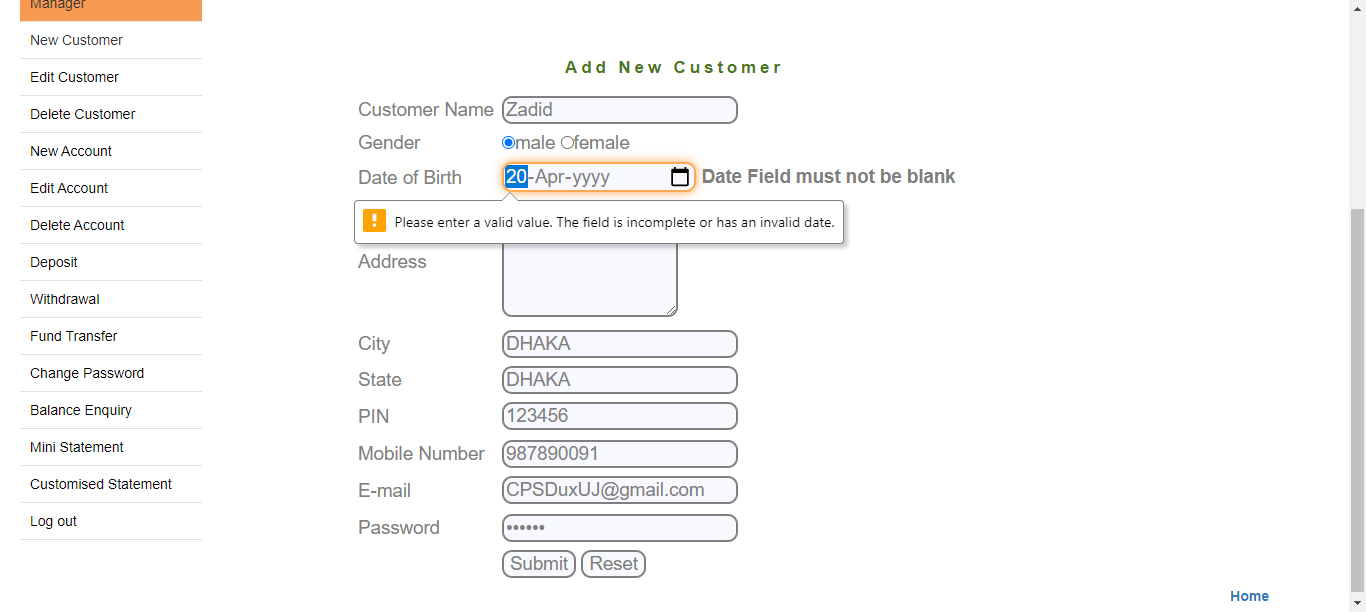 Manager
New Customer
Edit Customer
Delete Customer
New Account
Edit Account
Delete Account
Deposit
Withdrawal
Fund Transfer
Change Password
Balance Enquiry
Mini Statement
Customised Statement
Log out
Add New Customer
Customer Name Zadid
Gender male female
Date of Birth 20-Apr-yyyy Date Field must not be blank
! Please enter a valid value. The field is incomplete or has an invalid date.
Address
City DHAKA
State DHAKA
PIN 123456
Mobile Number 987890091
E-mail CPSDuxUJ@gmail.com
Password ••••••
Submit Reset
Home